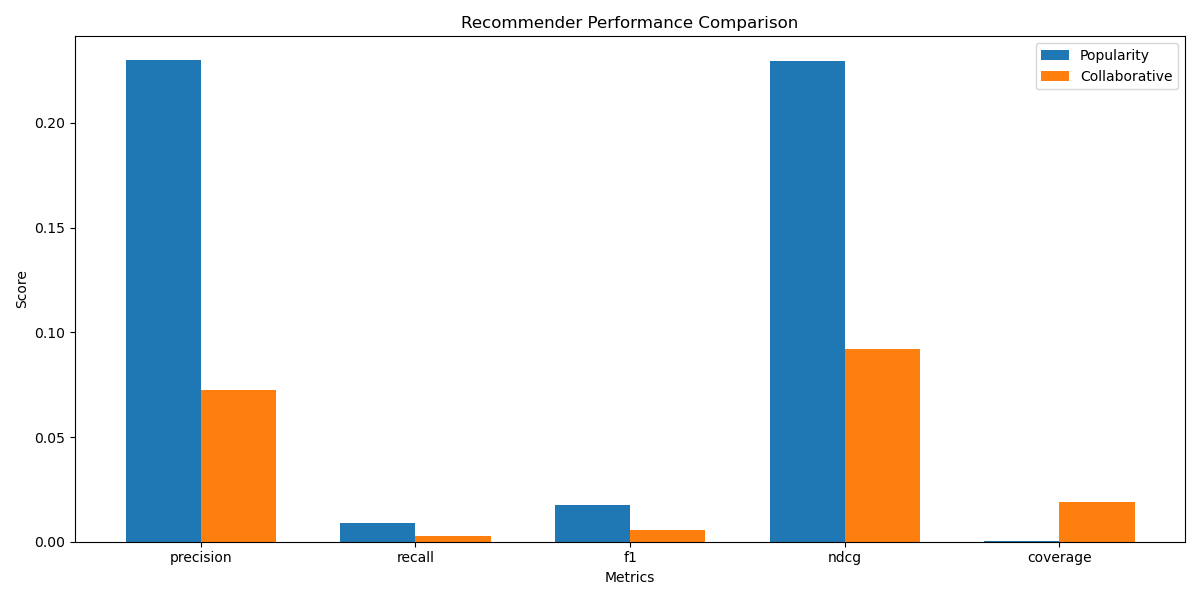 Recommender Performance Comparison
Popularity
Collaborative
Score
0.20
0.15
0.10
0.05
0.00
precision
recall
f1
ndcg
coverage
Metrics